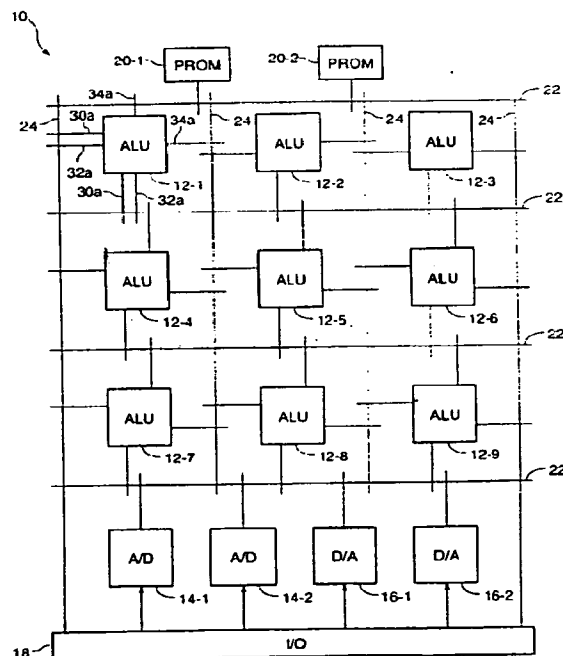 10
20-1 PROM 20-2 PROM
34a 22
24 30a 34a 24 24 24
32a ALU ALU ALU
30a 32a 12-1 12-2 12-3
22
ALU ALU ALU
12-4 12-5 12-6
22
ALU ALU ALU
12-7 12-8 12-9
22
A/D A/D D/A D/A
14-1 14-2 16-1 16-2
18 I/O